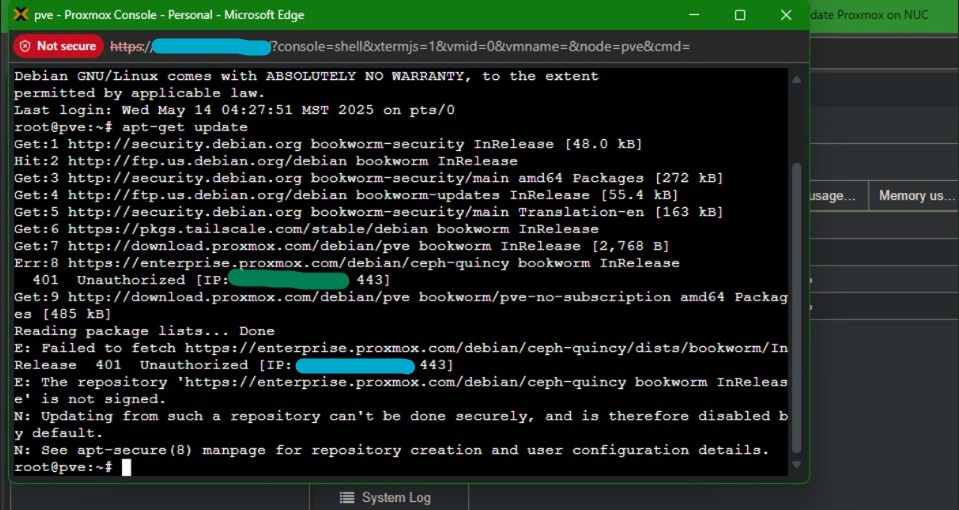 pve - Proxmox Console - Personal - Microsoft Edge
date Proxmox on NUC
Not secure https:/ ?console=shell&xtermjs=1&vmid=0&vmname=&node=pve&cmd=
Debian GNU/Linux comes with ABSOLUTELY NO WARRANTY, to the extent
permitted by applicable law.
Last login: Wed May 14 04:27:51 MST 2025 on pts/0
root@pve:~# apt-get update
Get:1 http://security.debian.org bookworm-security InRelease [48.0 kB]
Hit:2 http://ftp.us.debian.org/debian bookworm InRelease
Get:3 http://security.debian.org bookworm-security/main amd64 Packages [272 kB]
Get:4 http://ftp.us.debian.org/debian bookworm-updates InRelease [55.4 kB]
usage... Memory us...
Get:5 http://security.debian.org bookworm-security/main Translation-en [163 kB]
Get:6 https://pkgs.tailscale.com/stable/debian bookworm InRelease
Get:7 http://download.proxmox.com/debian/pve bookworm InRelease [2,768 B]
Err:8 https://enterprise.proxmox.com/debian/ceph-quincy bookworm InRelease
401 Unauthorized [IP: 443]
Get:9 http://download.proxmox.com/debian/pve bookworm/pve-no-subscription amd64 Packag
es [485 kB]
Reading package lists... Done
E: Failed to fetch https://enterprise.proxmox.com/debian/ceph-quincy/dists/bookworm/In
Release 401 Unauthorized [IP: 443]
E: The repository 'https://enterprise.proxmox.com/debian/ceph-quincy bookworm InReleas
e' is not signed.
N: Updating from such a repository can't be done securely, and is therefore disabled b
y default.
N: See apt-secure(8) manpage for repository creation and user configuration details.
root@pve:~#
System Log